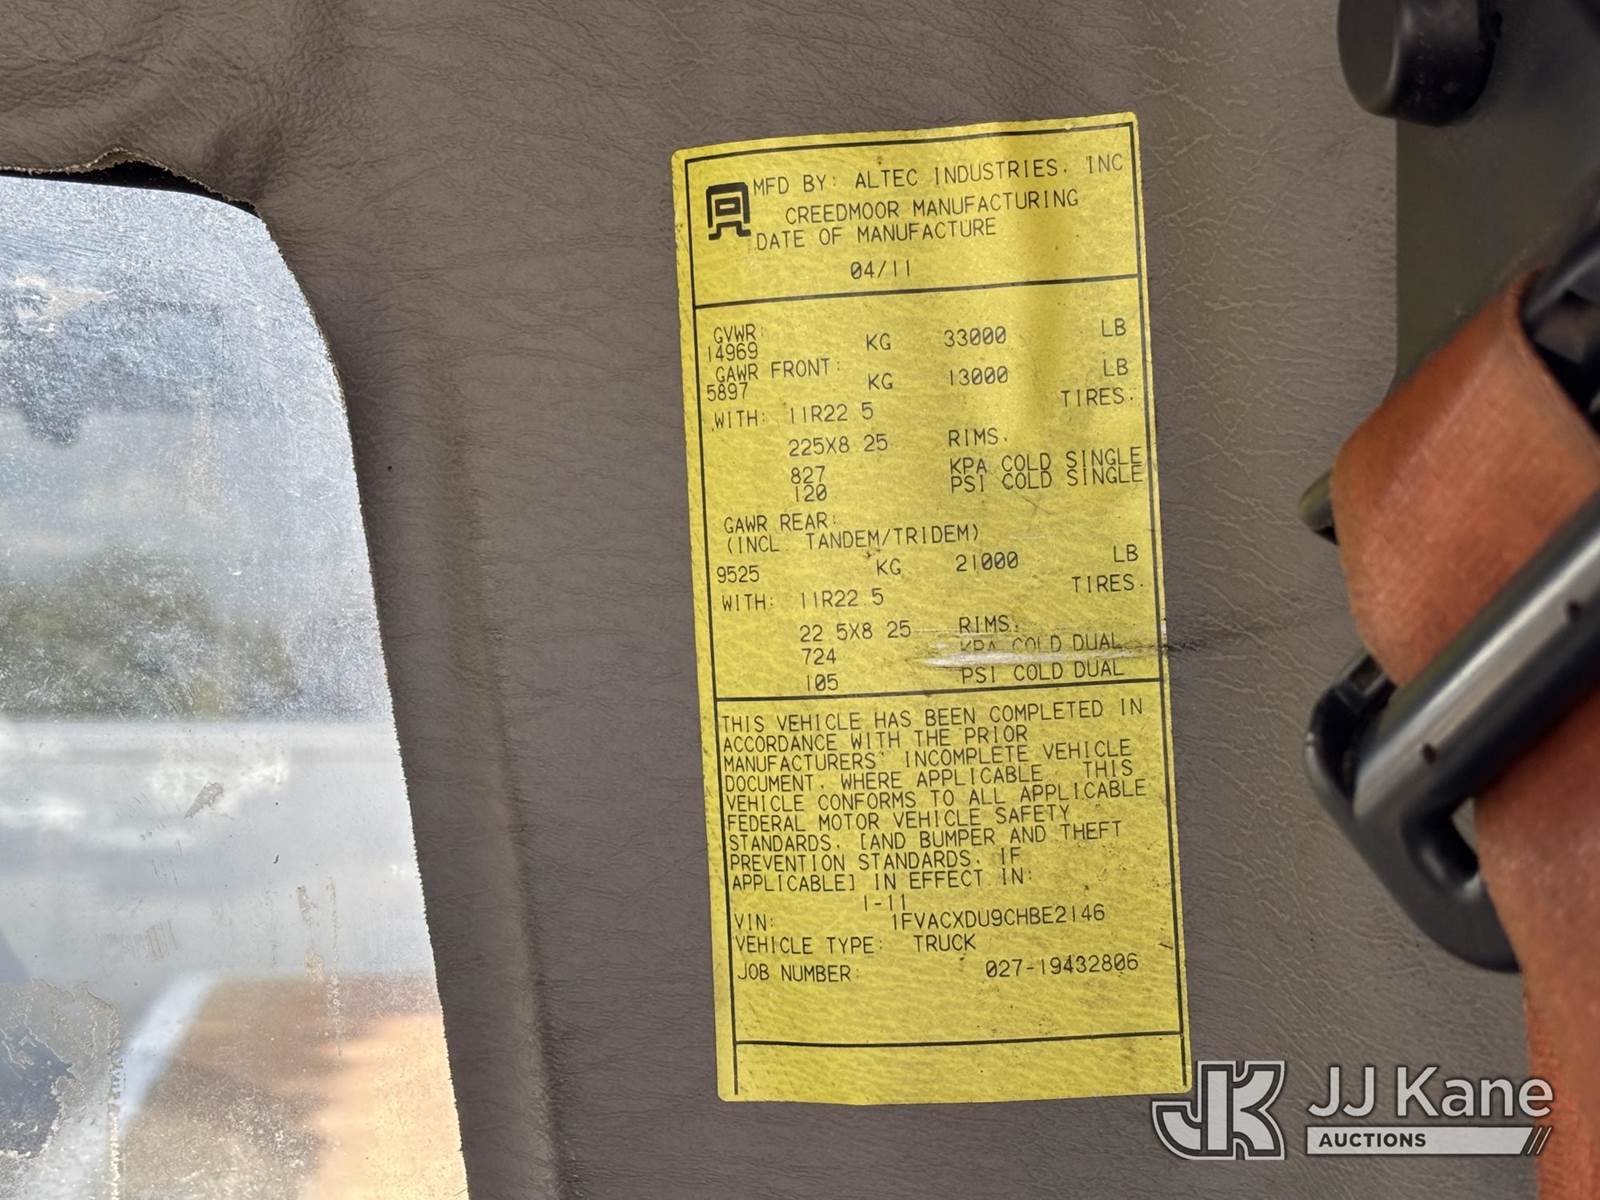 MFD BY: ALTEC INDUSTRIES, INC
CREEDMOOR MANUFACTURING
DATE OF MANUFACTURE
04/11
GVWR:
14969 KG 33000 LB
GAWR FRONT:
5897 KG 13000 LB
WITH: 11R22 5 TIRES.
225X8 25 RIMS.
827 KPA COLD SINGLE
120 PSI COLD SINGLE
GAWR REAR:
(INCL. TANDEM/TRIDEM)
9525 KG 21000 LB
WITH: 11R22 5 TIRES.
22 5X8 25 RIMS.
724 KPA COLD DUAL
105 PSI COLD DUAL
THIS VEHICLE HAS BEEN COMPLETED IN
ACCORDANCE WITH THE PRIOR
MANUFACTURERS' INCOMPLETE VEHICLE
DOCUMENT, WHERE APPLICABLE THIS
VEHICLE CONFORMS TO ALL APPLICABLE
FEDERAL MOTOR VEHICLE SAFETY
STANDARDS, [AND BUMPER AND THEFT
PREVENTION STANDARDS, IF
APPLICABLE] IN EFFECT IN:
1-11
VIN: 1FVACXDU9CHBE2146
VEHICLE TYPE: TRUCK
JOB NUMBER: 027-19432806
JK JJ Kane
AUCTIONS